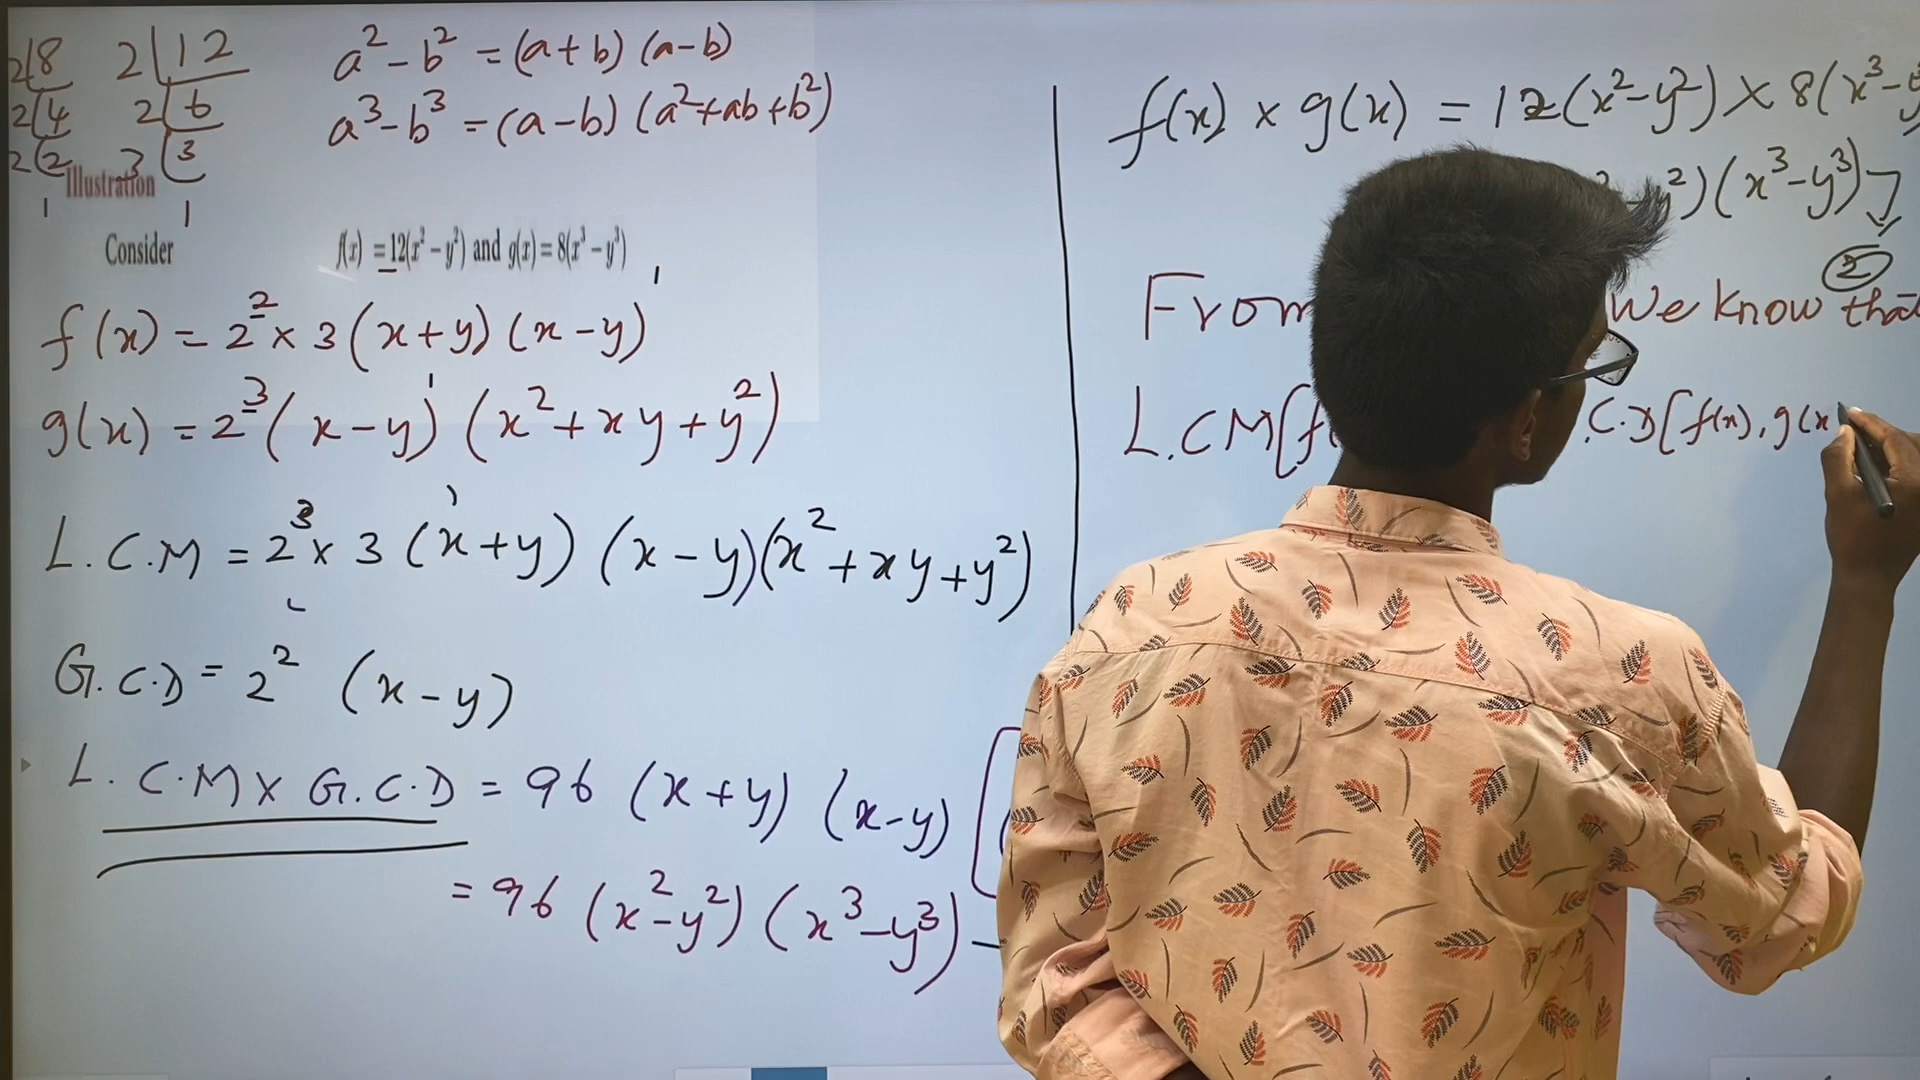 2 8 2 12
2 4 2 6
2 2 3 3
1 1
a² - b² = (a + b) (a - b)
a³ - b³ = (a - b) (a² + ab + b²)
Illustration
Consider f(x) = 12(x² - y²) and g(x) = 8(x³ - y³)
f(x) = 2² × 3 (x + y) (x - y)
g(x) = 2³ (x - y) (x² + xy + y²)
L.C.M = 2³ × 3 (x + y) (x - y) (x² + xy + y²)
G.C.D = 2² (x - y)
L.C.M × G.C.D = 96 (x + y) (x - y)
= 96 (x² - y²) (x³ - y³) -
f(x) × g(x) = 12 (x² - y²) × 8 (x³ - y
²) (x³ - y³)
2
From We know that
L.CM[f .C.D[f(x), g(x